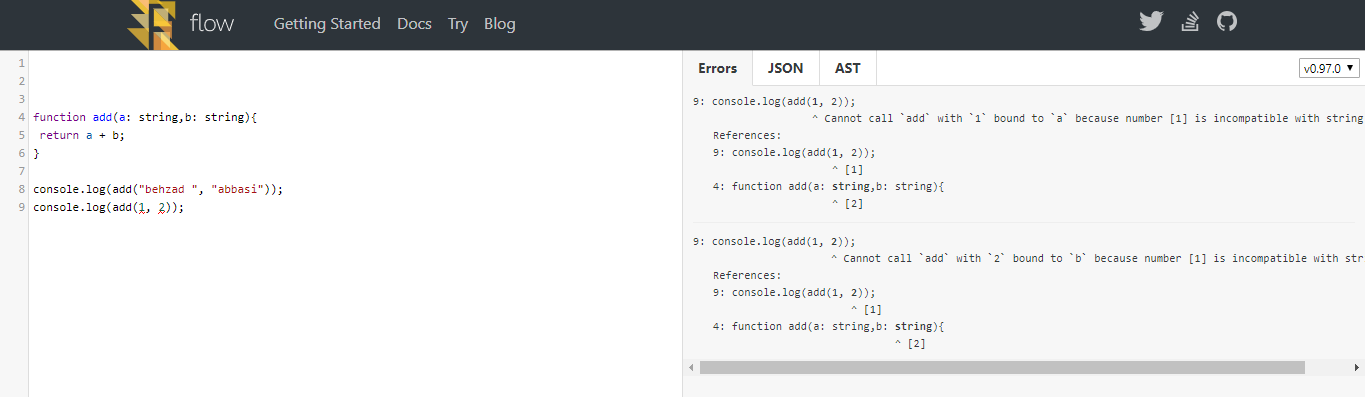 flow Getting Started Docs Try Blog
Errors JSON AST v0.97.0
1
2
3
4 function add(a: string,b: string){
5 return a + b;
6 }
7
8 console.log(add("behzad ", "abbasi"));
9 console.log(add(1, 2));
9: console.log(add(1, 2));
^ Cannot call `add` with `1` bound to `a` because number [1] is incompatible with string
References:
9: console.log(add(1, 2));
^ [1]
4: function add(a: string,b: string){
^ [2]
9: console.log(add(1, 2));
^ Cannot call `add` with `2` bound to `b` because number [1] is incompatible with str
References:
9: console.log(add(1, 2));
^ [1]
4: function add(a: string,b: string){
^ [2]